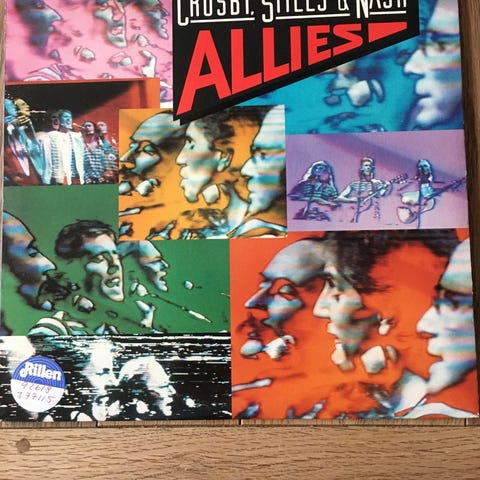 CROSBY, STILLS & NASH
ALLIES
Rillen